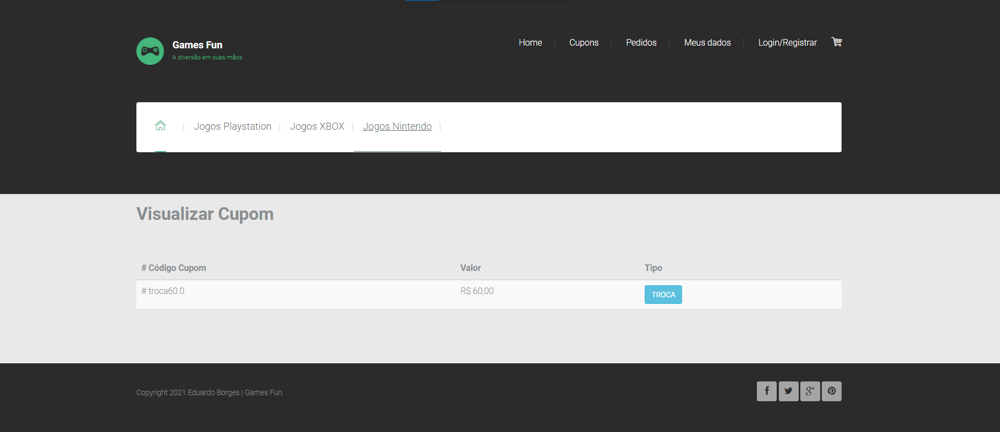 Games Fun
A diversão em suas mãos
Home Cupons Pedidos Meus dados Login/Registrar
| Jogos Playstation | Jogos XBOX | Jogos Nintendo |
Visualizar Cupom
# Código Cupom Valor Tipo
# troca60.0 R$ 60,00 TROCA
Copyright 2021 Eduardo Borges | Games Fun.